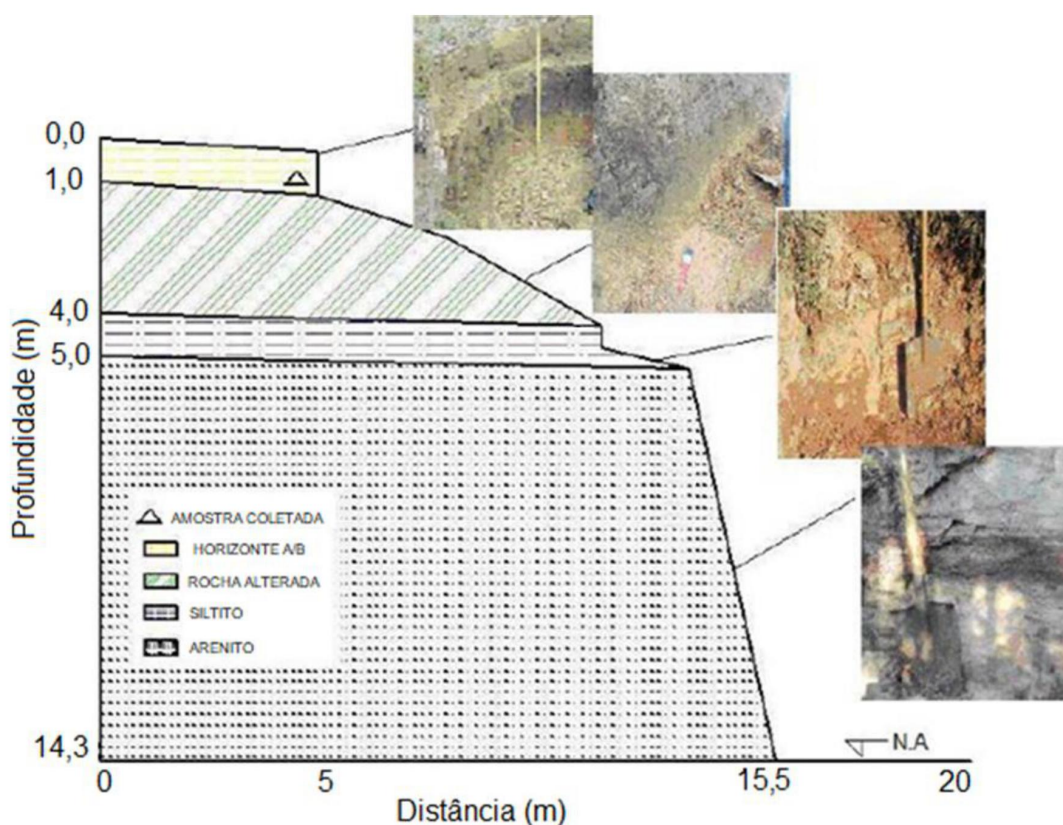 0,0
1,0
4,0
5,0
14,3
Profundidade (m)
AMOSTRA COLETADA
HORIZONTE A/B
ROCHA ALTERADA
SILTITO
ARENITO
N.A
0
5
15,5
20
Distância (m)